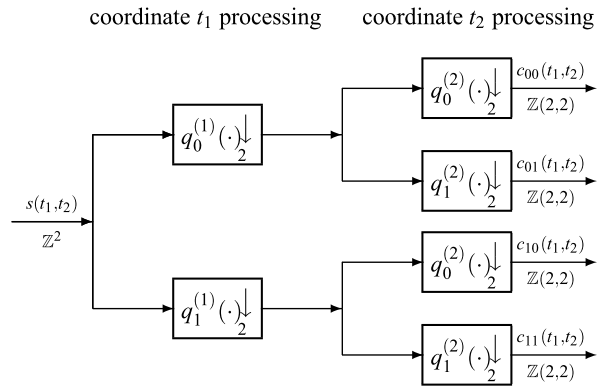 coordinate t₁ processing
coordinate t₂ processing
s(t₁,t₂)
ℤ²
q₀⁽¹⁾(·)↓₂
q₁⁽¹⁾(·)↓₂
q₀⁽²⁾(·)↓₂
c₀₀(t₁,t₂)
ℤ(2,2)
q₁⁽²⁾(·)↓₂
c₀₁(t₁,t₂)
ℤ(2,2)
q₀⁽²⁾(·)↓₂
c₁₀(t₁,t₂)
ℤ(2,2)
q₁⁽²⁾(·)↓₂
c₁₁(t₁,t₂)
ℤ(2,2)